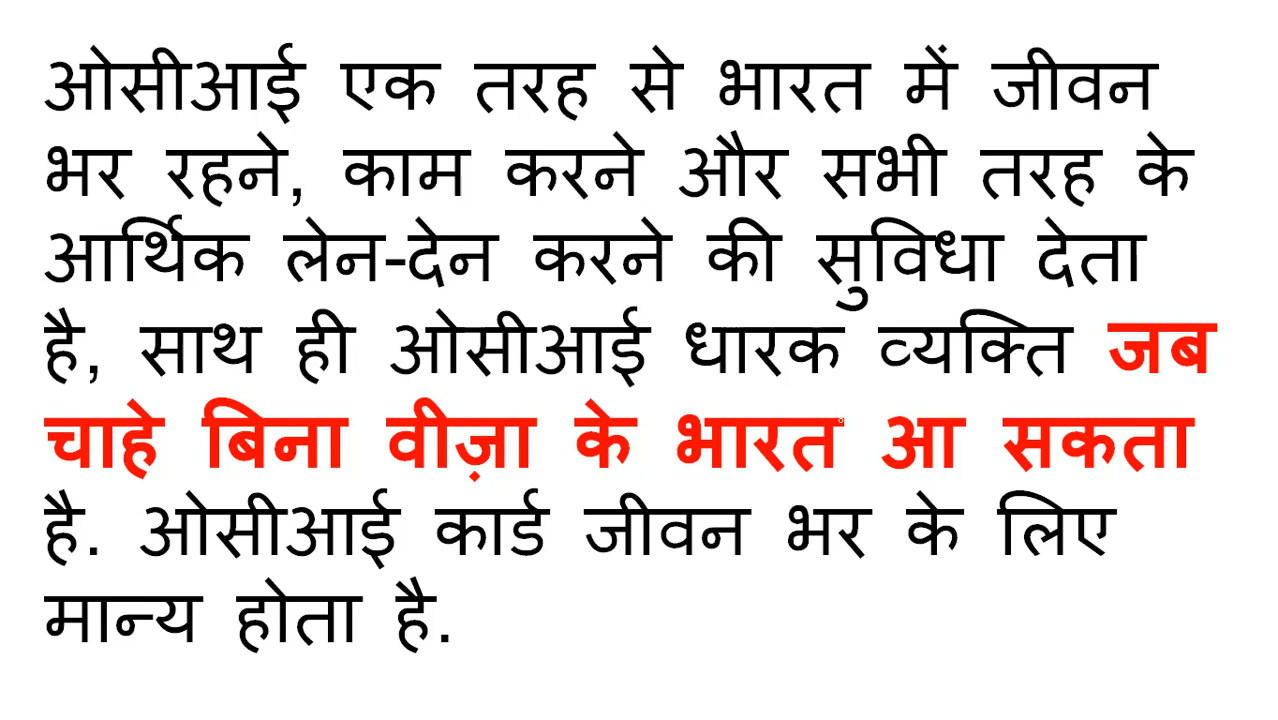 ओसीआई एक तरह से भारत में जीवन
भर रहने, काम करने और सभी तरह के
आर्थिक लेन-देन करने की सुविधा देता
है, साथ ही ओसीआई धारक व्यक्ति जब
चाहे बिना वीज़ा के भारत आ सकता
है. ओसीआई कार्ड जीवन भर के लिए
मान्य होता है.